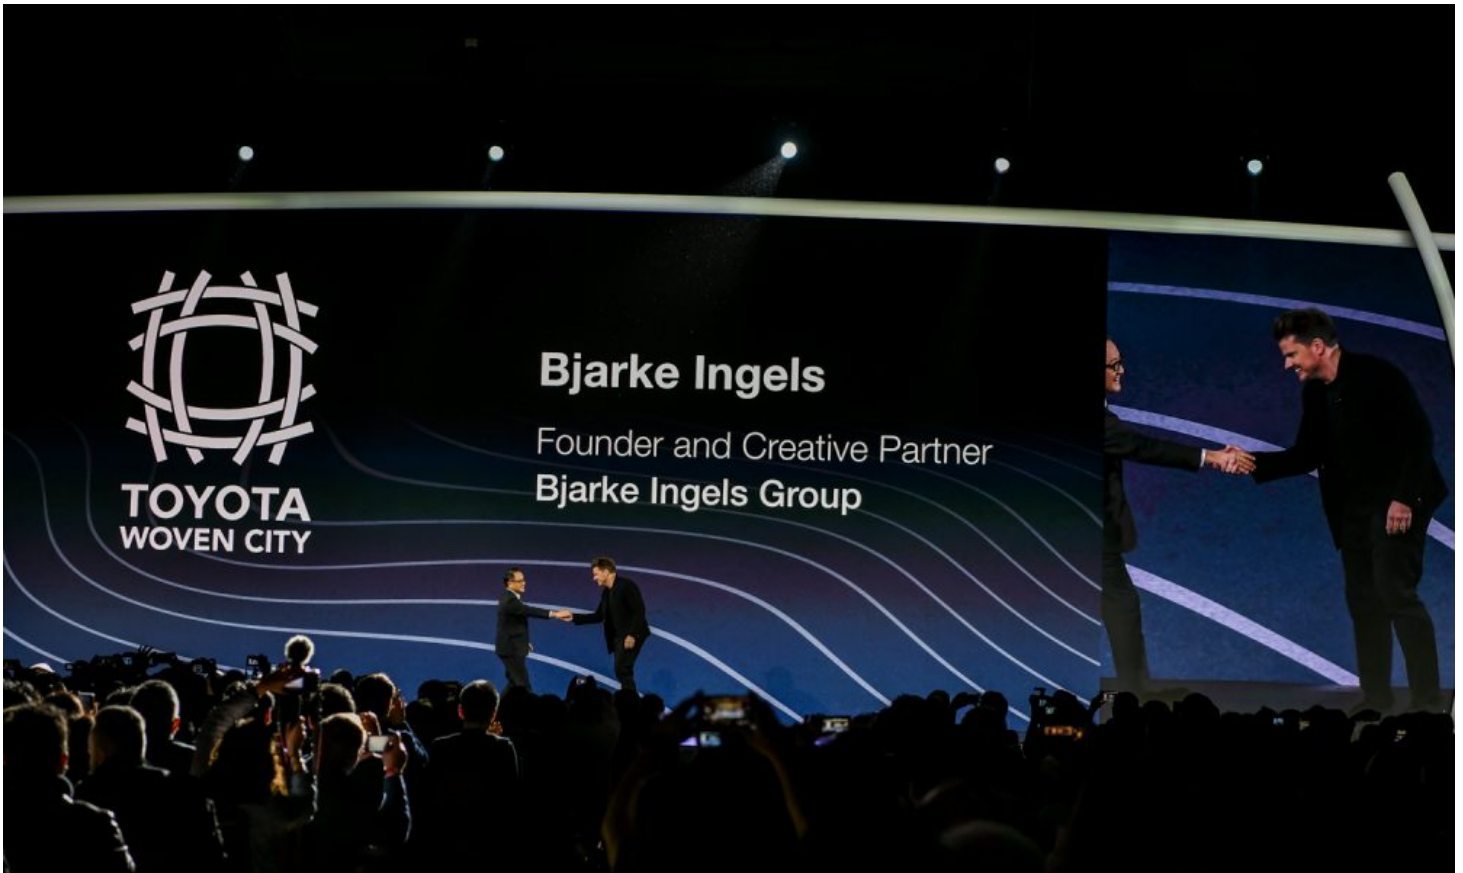 Bjarke Ingels
Founder and Creative Partner
Bjarke Ingels Group
TOYOTA
WOVEN CITY